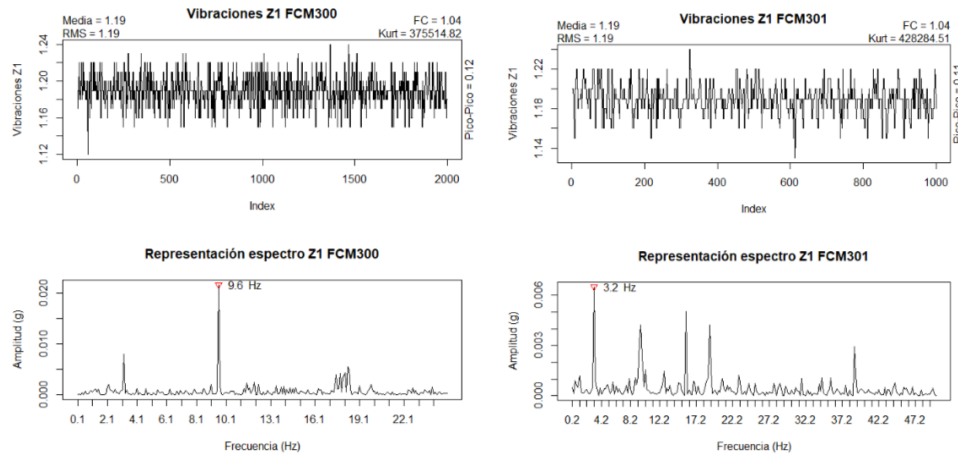 Vibraciones Z1 FCM300
Media = 1.19
RMS = 1.19
FC = 1.04
Kurt = 375514.82
Vibraciones Z1
1.24
1.20
1.16
1.12
Pico-Pico = 0.12
0 500 1000 1500 2000
Index
Vibraciones Z1 FCM301
Media = 1.19
RMS = 1.19
FC = 1.04
Kurt = 428284.51
Vibraciones Z1
1.22
1.18
1.14
Pico-Pico = 0.11
0 200 400 600 800 1000
Index
Representación espectro Z1 FCM300
9.6 Hz
Amplitud (g)
0.020
0.010
0.000
0.1 4.1 7.1 10.1 13.1 16.1 19.1 22.1
Frecuencia (Hz)
Representación espectro Z1 FCM301
3.2 Hz
Amplitud (g)
0.006
0.003
0.000
0.2 4.2 8.2 12.2 17.2 22.2 27.2 32.2 37.2 42.2 47.2
Frecuencia (Hz)